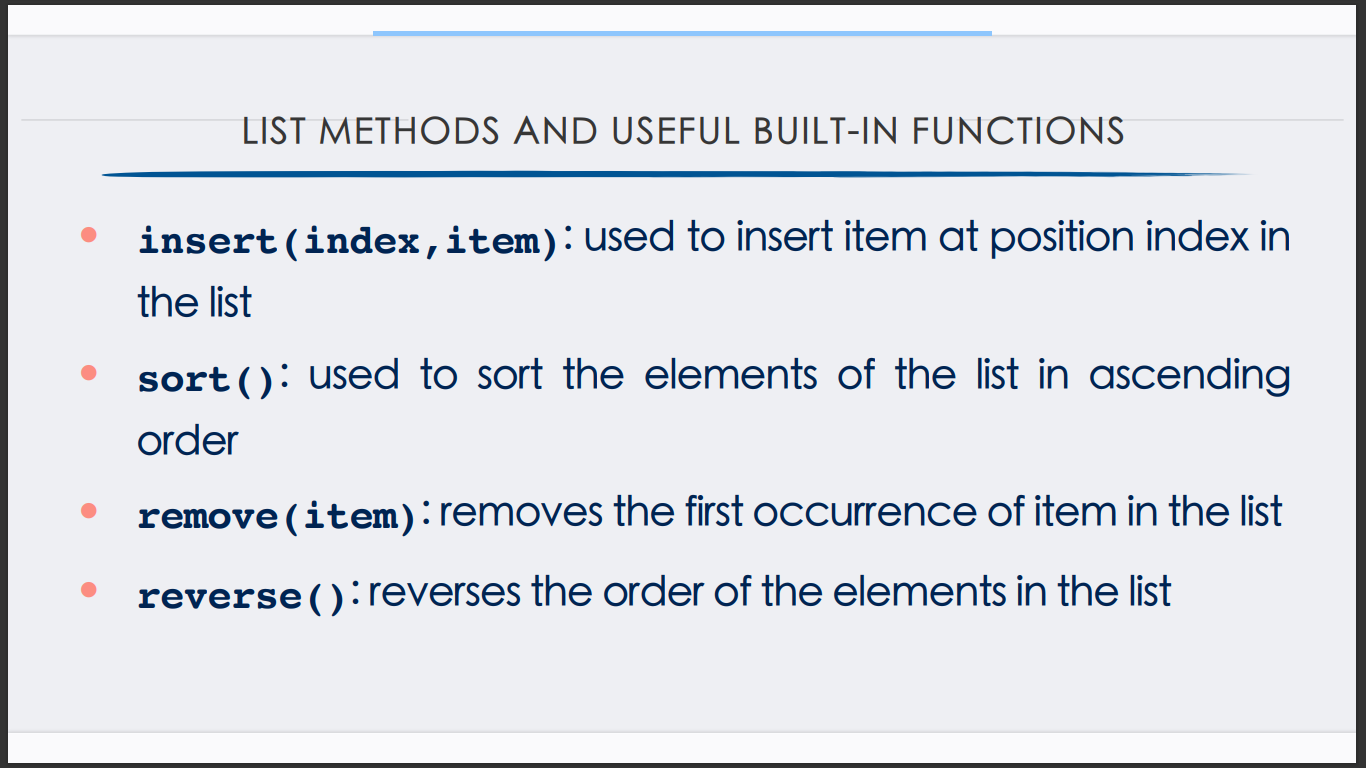 LIST METHODS AND USEFUL BUILT-IN FUNCTIONS
• insert(index,item): used to insert item at position index in
the list
• sort(): used to sort the elements of the list in ascending
order
• remove(item): removes the first occurrence of item in the list
• reverse(): reverses the order of the elements in the list